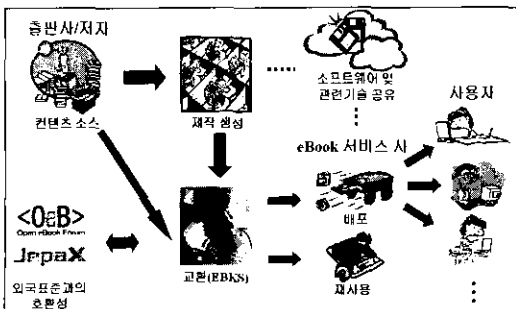 출판사/저자
컨텐츠 소스
제작 생성
소프트웨어 및
관련기술 공유
사용자
eBook 서비스 사
배포
<OeB>
Open eBook Forum
JepaX
외국표준과의
호환성
교환(EBKS)
재사용